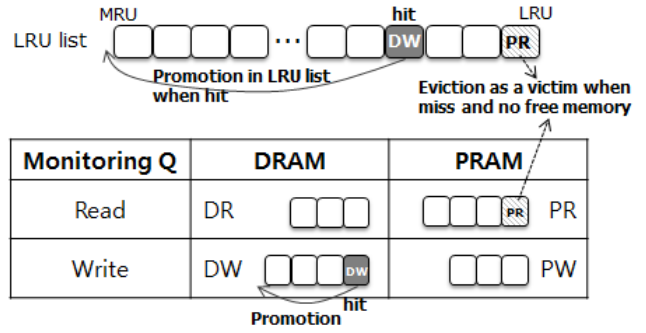 MRU
hit
LRU
LRU list
...
DW
PR
Promotion in LRU list
when hit
Eviction as a victim when
miss and no free memory
Monitoring Q DRAM PRAM
Read DR PR PR
Write DW DW PW
hit
Promotion